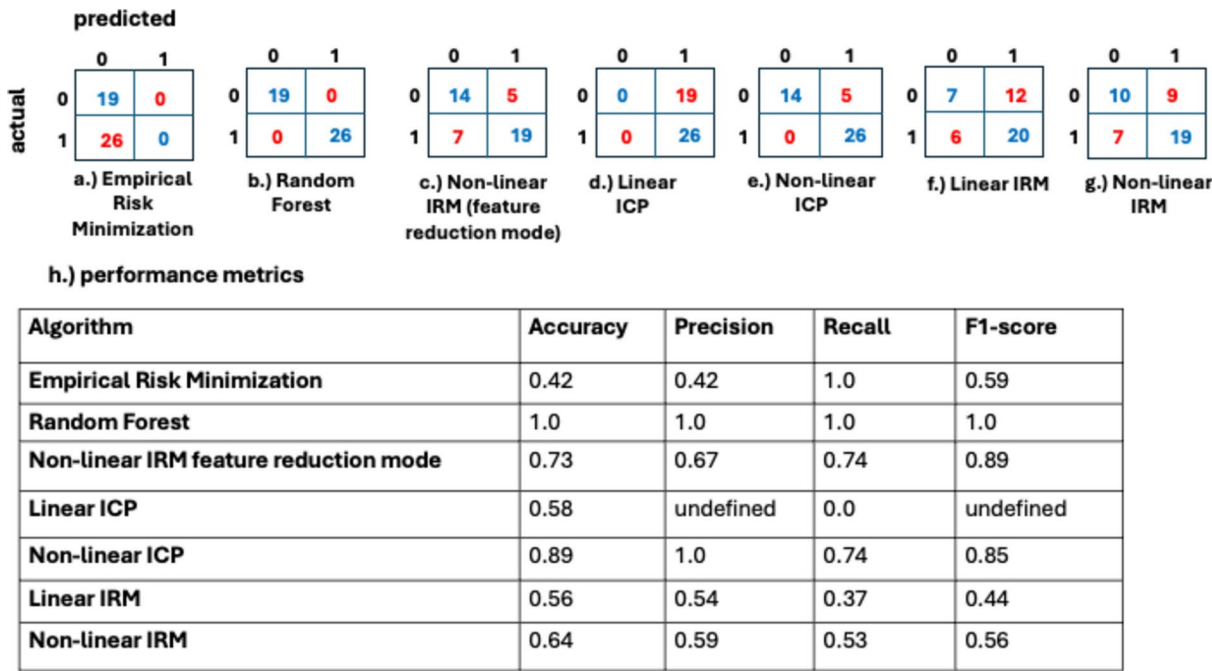 predicted
0 1 0 1 0 1 0 1 0 1 0 1 0 1
actual
0 19 0 0 19 0 0 14 5 0 0 19 0 14 5 0 7 12 0 10 9
1 26 0 1 0 26 1 7 19 1 0 26 1 0 26 1 6 20 1 7 19
a.) Empirical
Risk
Minimization
b.) Random
Forest
c.) Non-linear
IRM (feature
reduction mode)
d.) Linear
ICP
e.) Non-linear
ICP
f.) Linear IRM
g.) Non-linear
IRM
h.) performance metrics
Algorithm Accuracy Precision Recall F1-score
Empirical Risk Minimization 0.42 0.42 1.0 0.59
Random Forest 1.0 1.0 1.0 1.0
Non-linear IRM feature reduction mode 0.73 0.67 0.74 0.89
Linear ICP 0.58 undefined 0.0 undefined
Non-linear ICP 0.89 1.0 0.74 0.85
Linear IRM 0.56 0.54 0.37 0.44
Non-linear IRM 0.64 0.59 0.53 0.56